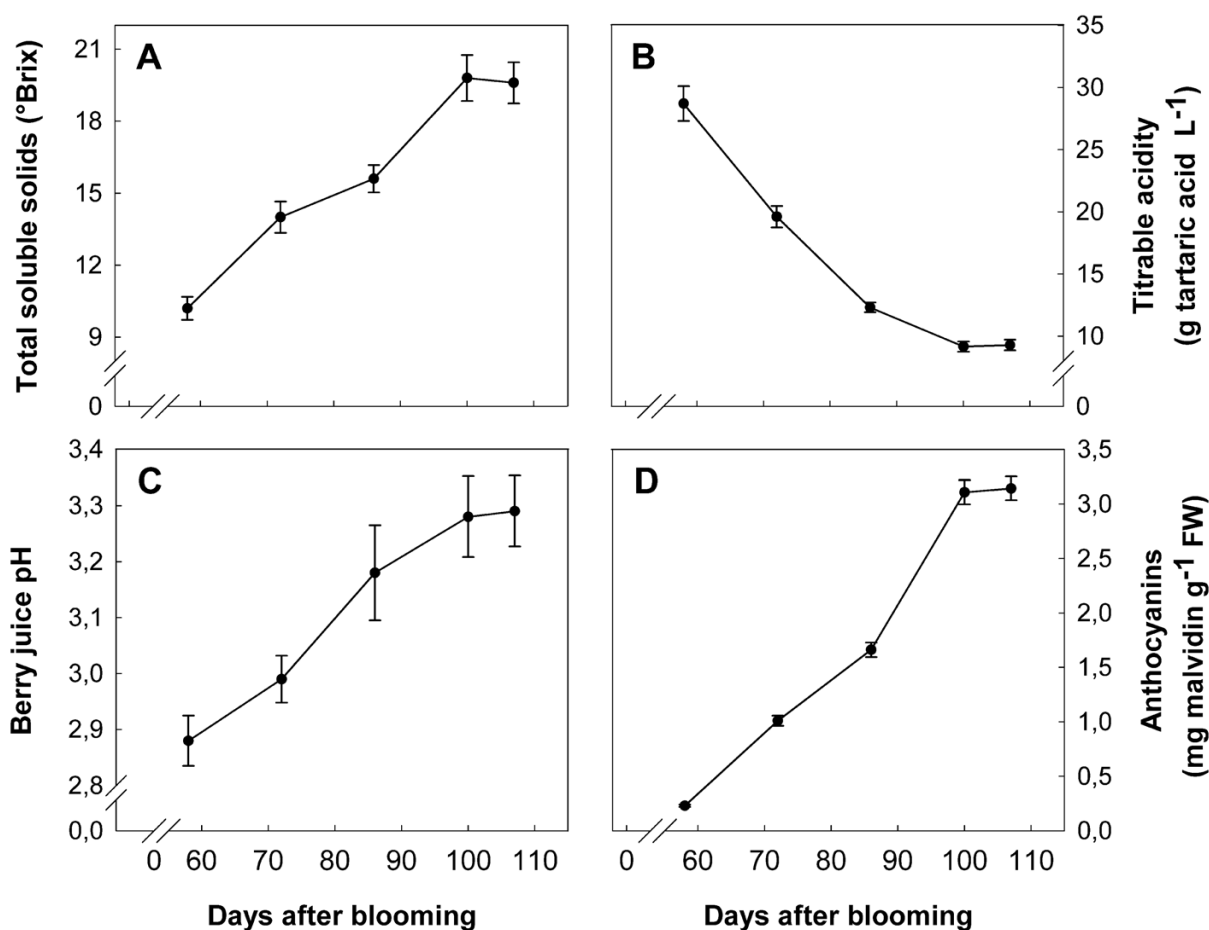 A
Total soluble solids (°Brix)
21
18
15
12
9
0
B
35
30
25
20
15
10
0
Titrable acidity
(g tartaric acid L-1)
C
Berry juice pH
3,4
3,3
3,2
3,1
3,0
2,9
2,8
0,0
0 60 70 80 90 100 110
Days after blooming
D
3,5
3,0
2,5
2,0
1,5
1,0
0,5
0,0
Anthocyanins
(mg malvidin g-1 FW)
0 60 70 80 90 100 110
Days after blooming